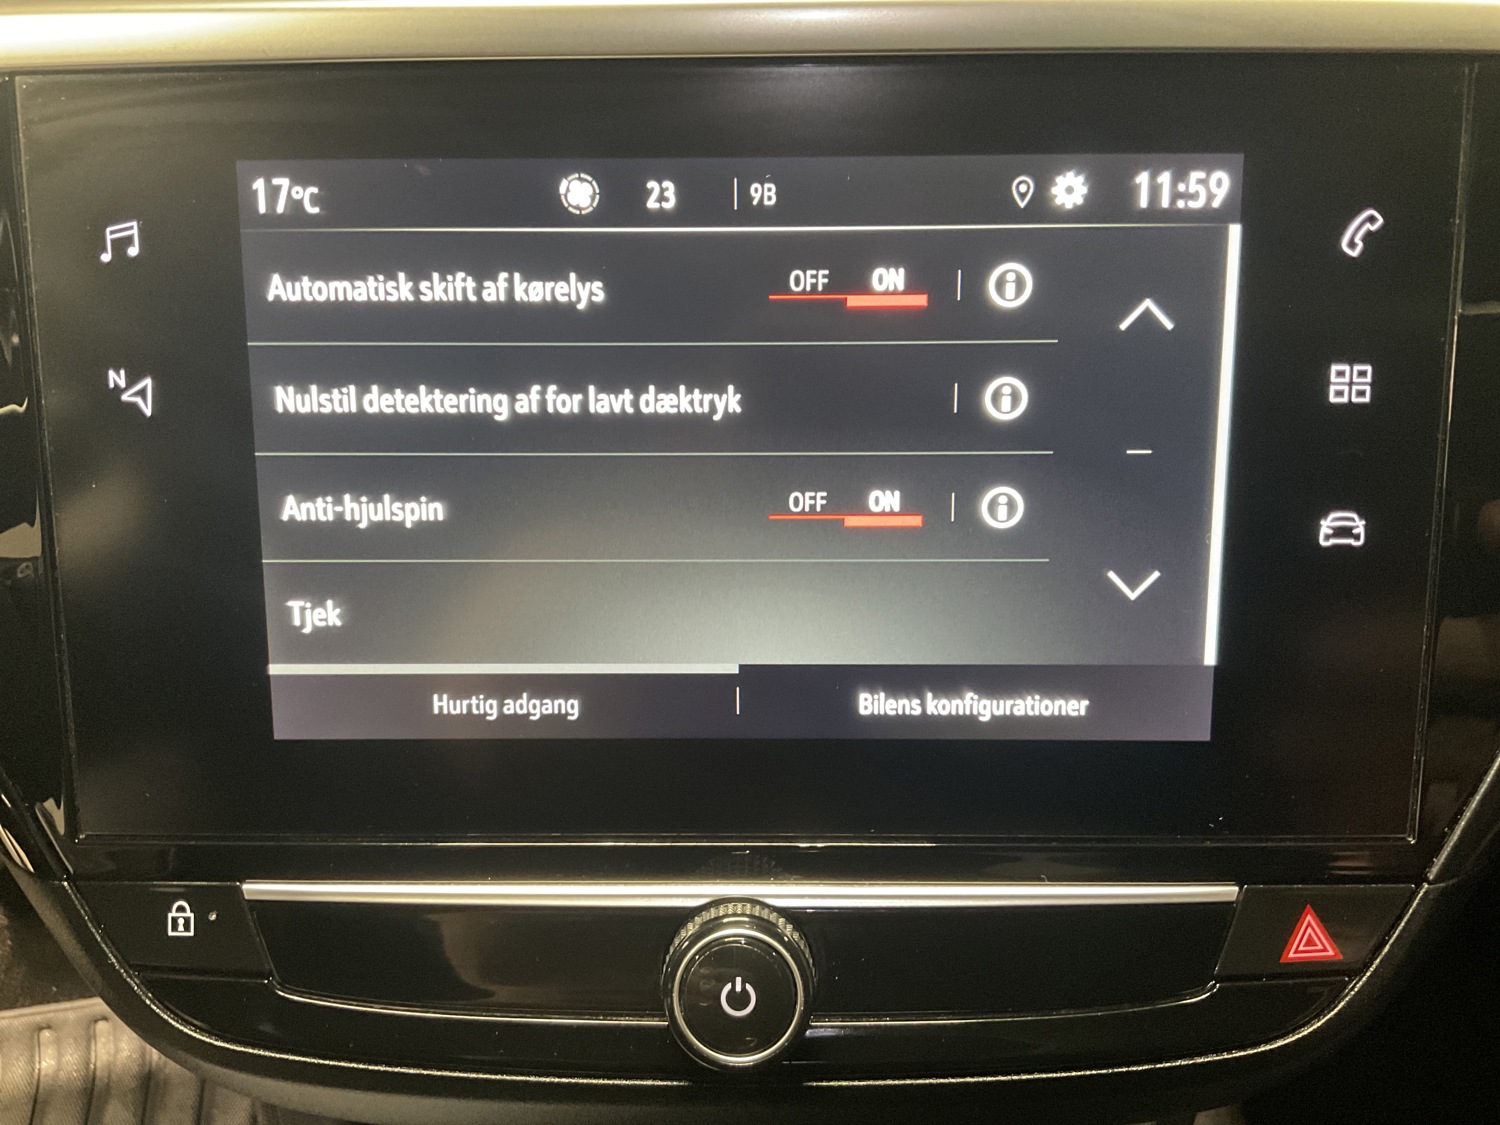 17°C 23 | 9B 11:59
Automatisk skift af kørelys OFF ON
Nulstil detektering af for lavt dæktryk
Anti-hjulspin OFF ON
Tjek
Hurtig adgang | Bilens konfigurationer
N